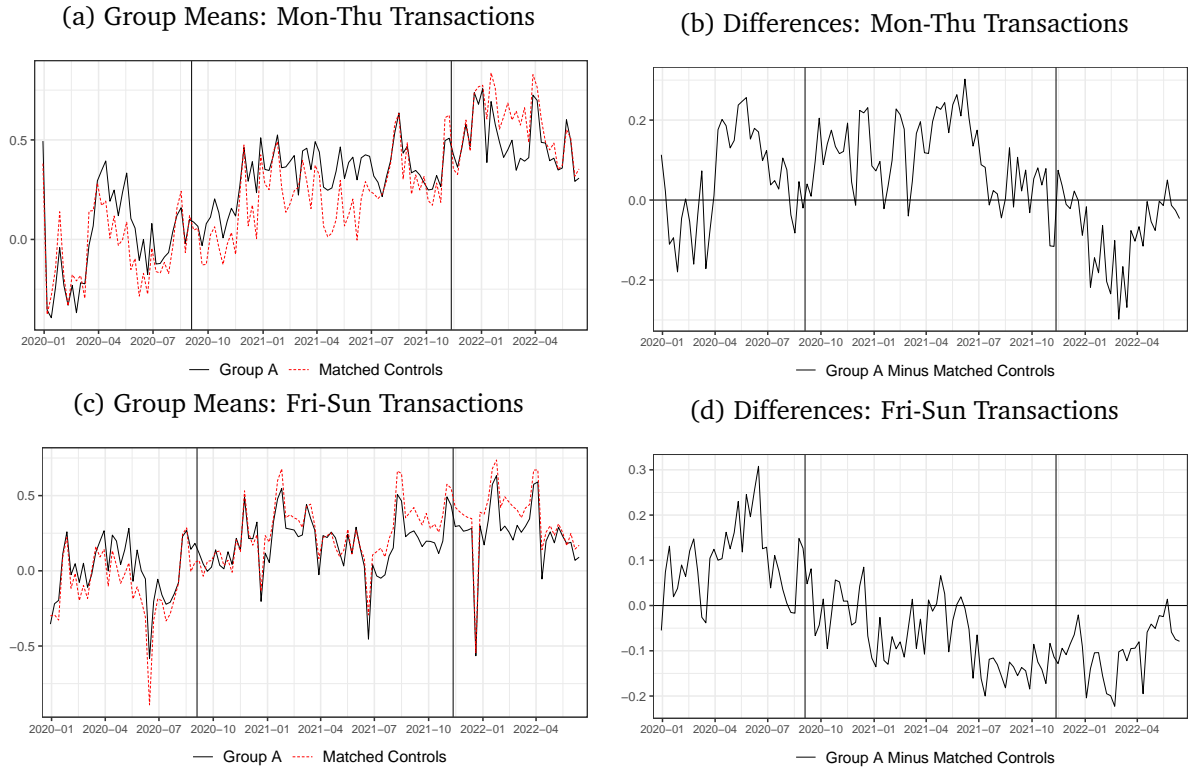 (a) Group Means: Mon-Thu Transactions
0.5
0.0
2020−01 2020−04 2020−07 2020−10 2021−01 2021−04 2021−07 2021−10 2022−01 2022−04
Group A Matched Controls
(b) Differences: Mon-Thu Transactions
0.2
0.0
−0.2
2020−01 2020−04 2020−07 2020−10 2021−01 2021−04 2021−07 2021−10 2022−01 2022−04
Group A Minus Matched Controls
(c) Group Means: Fri-Sun Transactions
0.5
0.0
−0.5
2020−01 2020−04 2020−07 2020−10 2021−01 2021−04 2021−07 2021−10 2022−01 2022−04
Group A Matched Controls
(d) Differences: Fri-Sun Transactions
0.3
0.2
0.1
0.0
−0.1
−0.2
2020−01 2020−04 2020−07 2020−10 2021−01 2021−04 2021−07 2021−10 2022−01 2022−04
Group A Minus Matched Controls